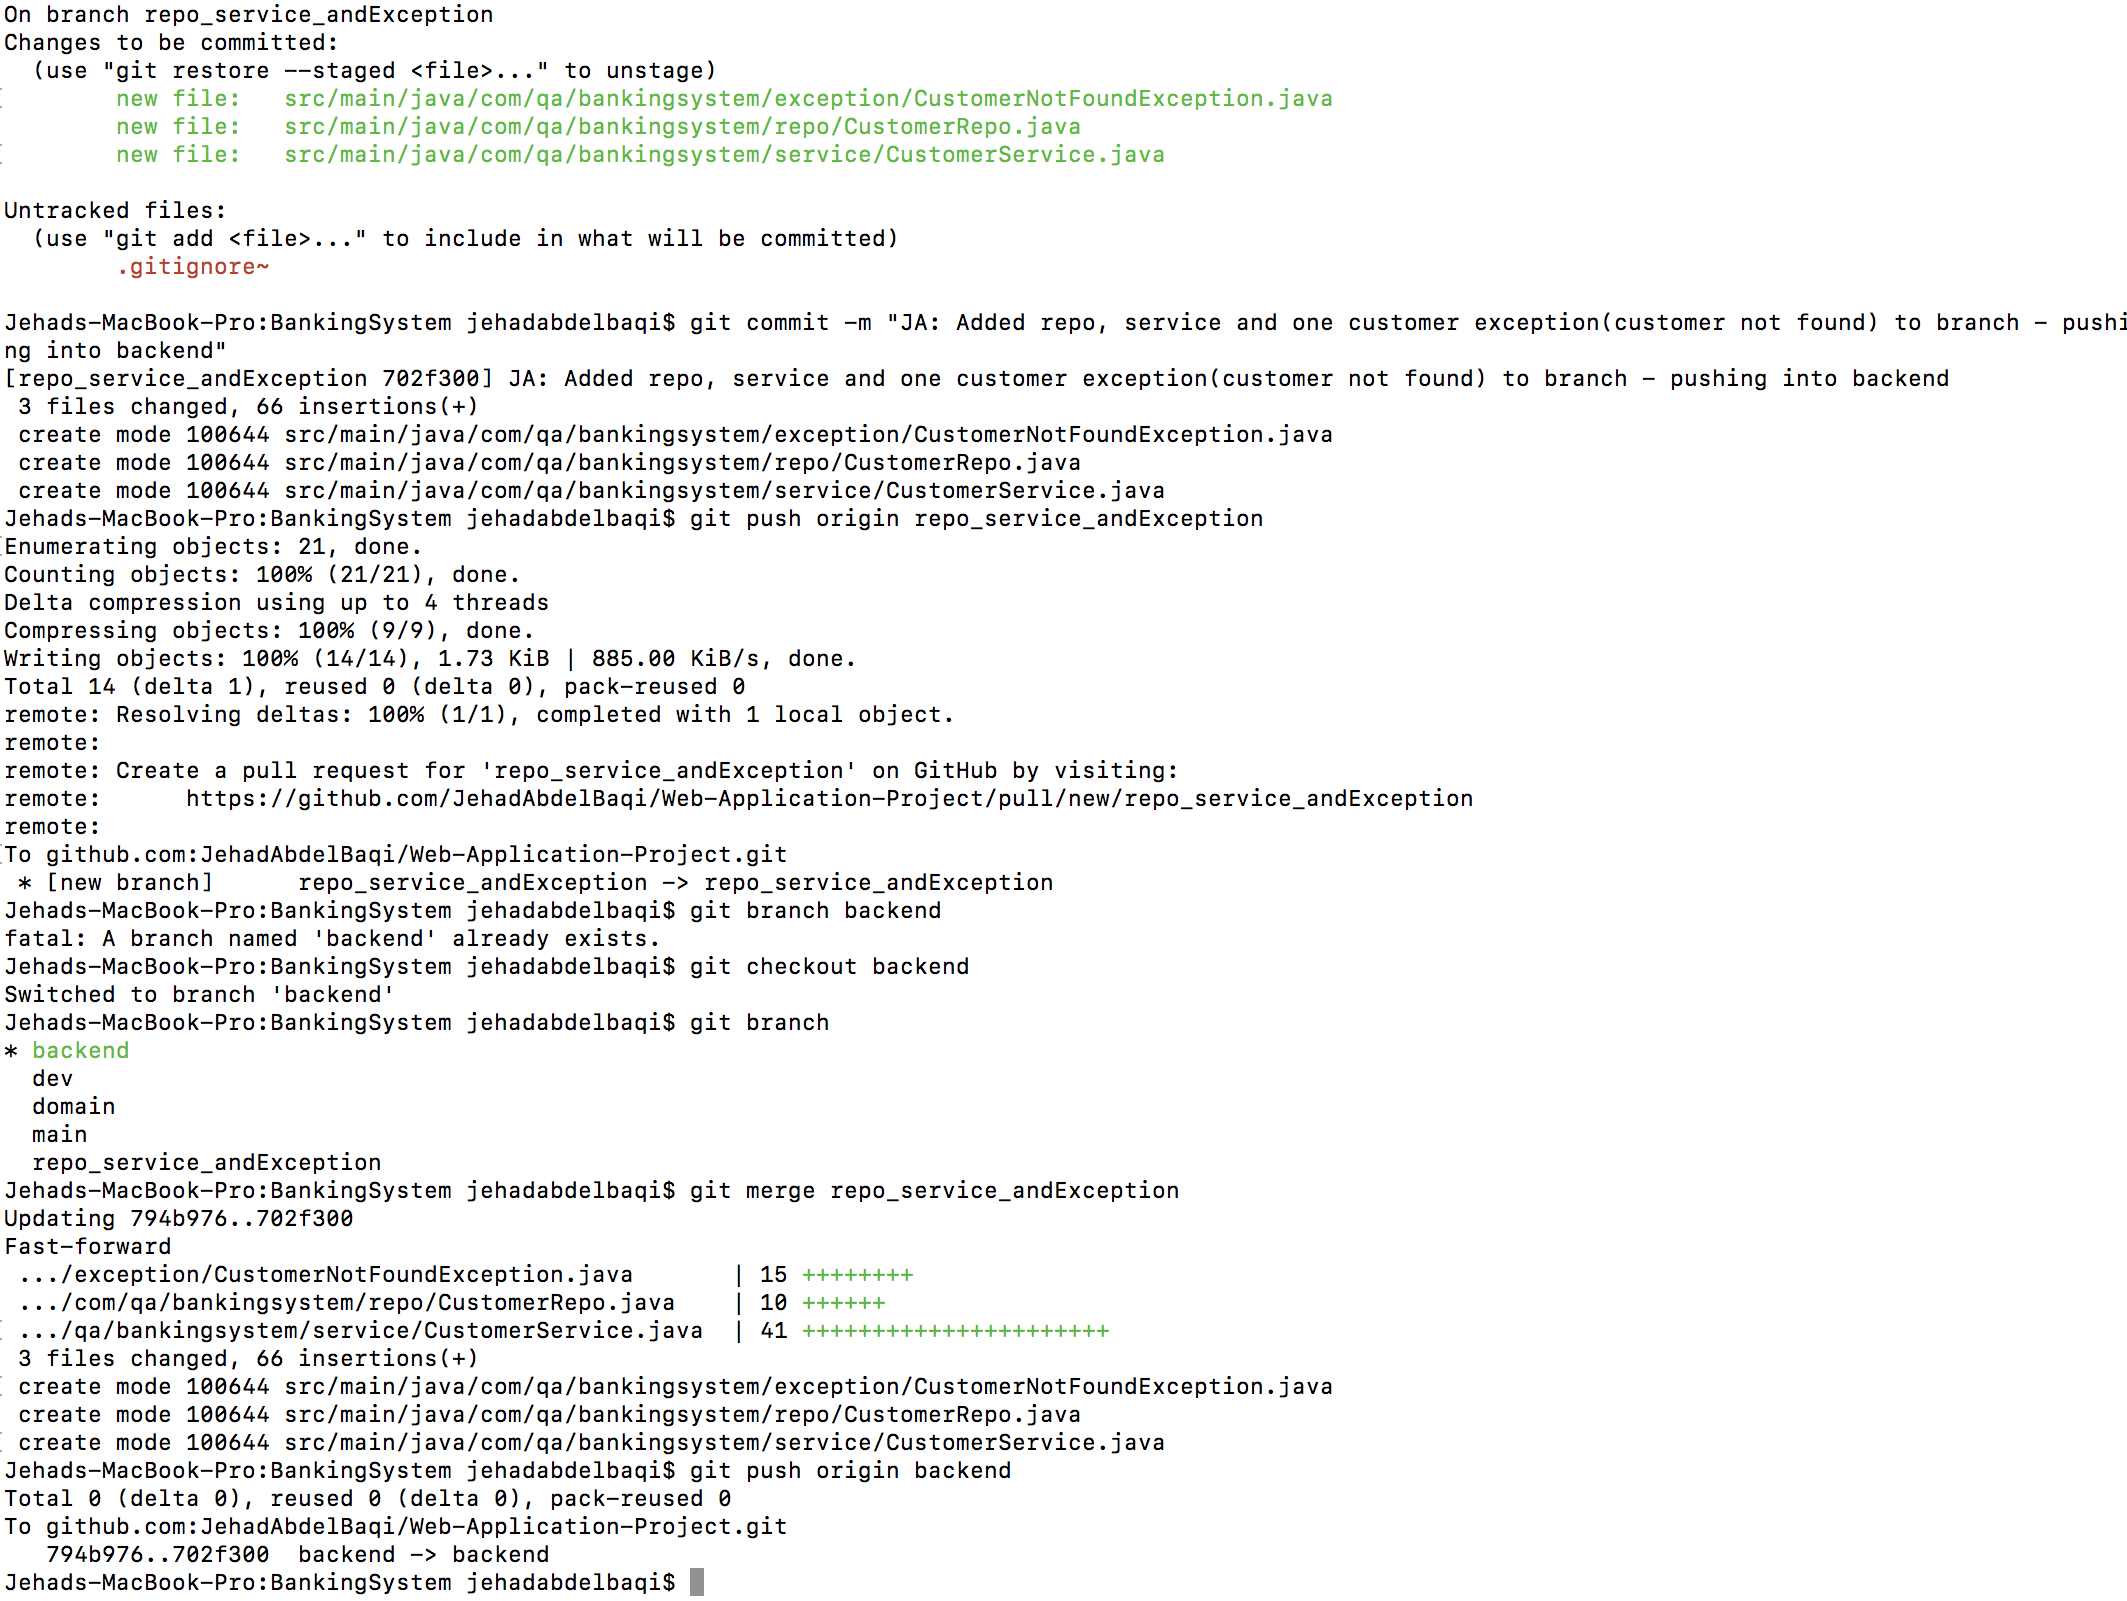 On branch repo_service_andException
Changes to be committed:
  (use "git restore --staged <file>..." to unstage)
        new file:   src/main/java/com/qa/bankingsystem/exception/CustomerNotFoundException.java
        new file:   src/main/java/com/qa/bankingsystem/repo/CustomerRepo.java
        new file:   src/main/java/com/qa/bankingsystem/service/CustomerService.java

Untracked files:
  (use "git add <file>..." to include in what will be committed)
        .gitignore~

Jehads-MacBook-Pro:BankingSystem jehadabdelbaqi$ git commit -m "JA: Added repo, service and one customer exception(customer not found) to branch - pushi
ng into backend"
[repo_service_andException 702f300] JA: Added repo, service and one customer exception(customer not found) to branch - pushing into backend
 3 files changed, 66 insertions(+)
 create mode 100644 src/main/java/com/qa/bankingsystem/exception/CustomerNotFoundException.java
 create mode 100644 src/main/java/com/qa/bankingsystem/repo/CustomerRepo.java
 create mode 100644 src/main/java/com/qa/bankingsystem/service/CustomerService.java
Jehads-MacBook-Pro:BankingSystem jehadabdelbaqi$ git push origin repo_service_andException
Enumerating objects: 21, done.
Counting objects: 100% (21/21), done.
Delta compression using up to 4 threads
Compressing objects: 100% (9/9), done.
Writing objects: 100% (14/14), 1.73 KiB | 885.00 KiB/s, done.
Total 14 (delta 1), reused 0 (delta 0), pack-reused 0
remote: Resolving deltas: 100% (1/1), completed with 1 local object.
remote:
remote: Create a pull request for 'repo_service_andException' on GitHub by visiting:
remote:      https://github.com/JehadAbdelBaqi/Web-Application-Project/pull/new/repo_service_andException
remote:
To github.com:JehadAbdelBaqi/Web-Application-Project.git
 * [new branch]      repo_service_andException -> repo_service_andException
Jehads-MacBook-Pro:BankingSystem jehadabdelbaqi$ git branch backend
fatal: A branch named 'backend' already exists.
Jehads-MacBook-Pro:BankingSystem jehadabdelbaqi$ git checkout backend
Switched to branch 'backend'
Jehads-MacBook-Pro:BankingSystem jehadabdelbaqi$ git branch
* backend
  dev
  domain
  main
  repo_service_andException
Jehads-MacBook-Pro:BankingSystem jehadabdelbaqi$ git merge repo_service_andException
Updating 794b976..702f300
Fast-forward
 .../exception/CustomerNotFoundException.java       | 15 ++++++++
 .../com/qa/bankingsystem/repo/CustomerRepo.java    | 10 ++++++
 .../qa/bankingsystem/service/CustomerService.java  | 41 ++++++++++++++++++++++
 3 files changed, 66 insertions(+)
 create mode 100644 src/main/java/com/qa/bankingsystem/exception/CustomerNotFoundException.java
 create mode 100644 src/main/java/com/qa/bankingsystem/repo/CustomerRepo.java
 create mode 100644 src/main/java/com/qa/bankingsystem/service/CustomerService.java
Jehads-MacBook-Pro:BankingSystem jehadabdelbaqi$ git push origin backend
Total 0 (delta 0), reused 0 (delta 0), pack-reused 0
To github.com:JehadAbdelBaqi/Web-Application-Project.git
   794b976..702f300  backend -> backend
Jehads-MacBook-Pro:BankingSystem jehadabdelbaqi$